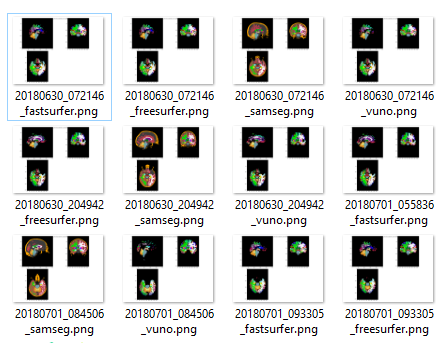 20180630_072146
_fastsurfer.png
20180630_072146
_freesurfer.png
20180630_072146
_samseg.png
20180630_072146
_vuno.png
20180630_204942
_freesurfer.png
20180630_204942
_samseg.png
20180630_204942
_vuno.png
20180701_055836
_fastsurfer.png
20180701_084506
_samseg.png
20180701_084506
_vuno.png
20180701_093305
_fastsurfer.png
20180701_093305
_freesurfer.png